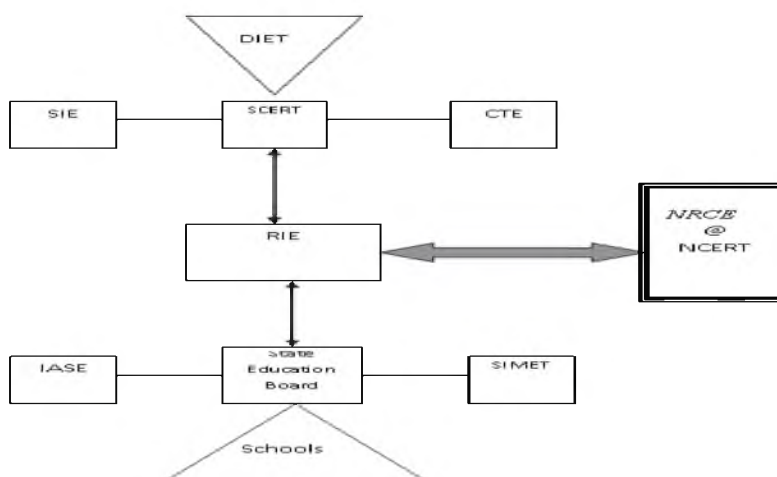 DIET
SIE
SCERT
CTE
RIE
NRCE
@
NCERT
IASE
State
Education
Board
SIMET
Schools